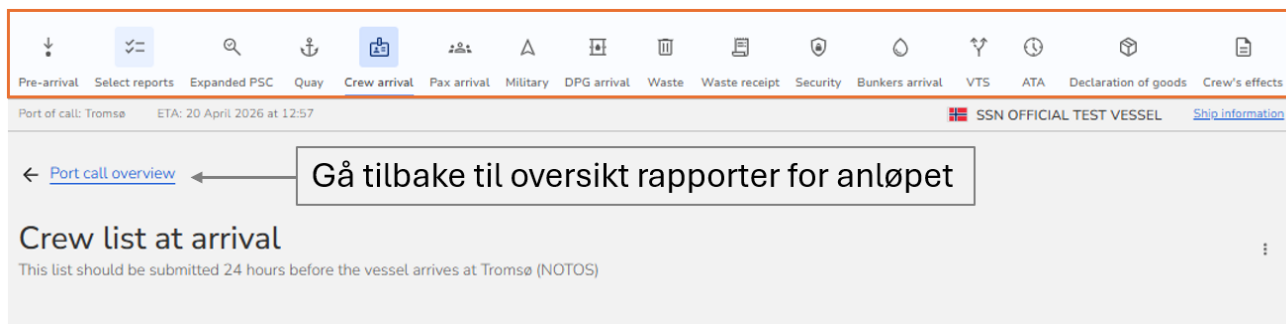 Pre-arrival Select reports Expanded PSC Quay Crew arrival Pax arrival Military DPG arrival Waste Waste receipt Security Bunkers arrival VTS ATA Declaration of goods Crew's effects
Port of call: Tromsø ETA: 20 April 2026 at 12:57 SSN OFFICIAL TEST VESSEL Ship information
Port call overview Gå tilbake til oversikt rapporter for anløpet
Crew list at arrival
This list should be submitted 24 hours before the vessel arrives at Tromsø (NOTOS)